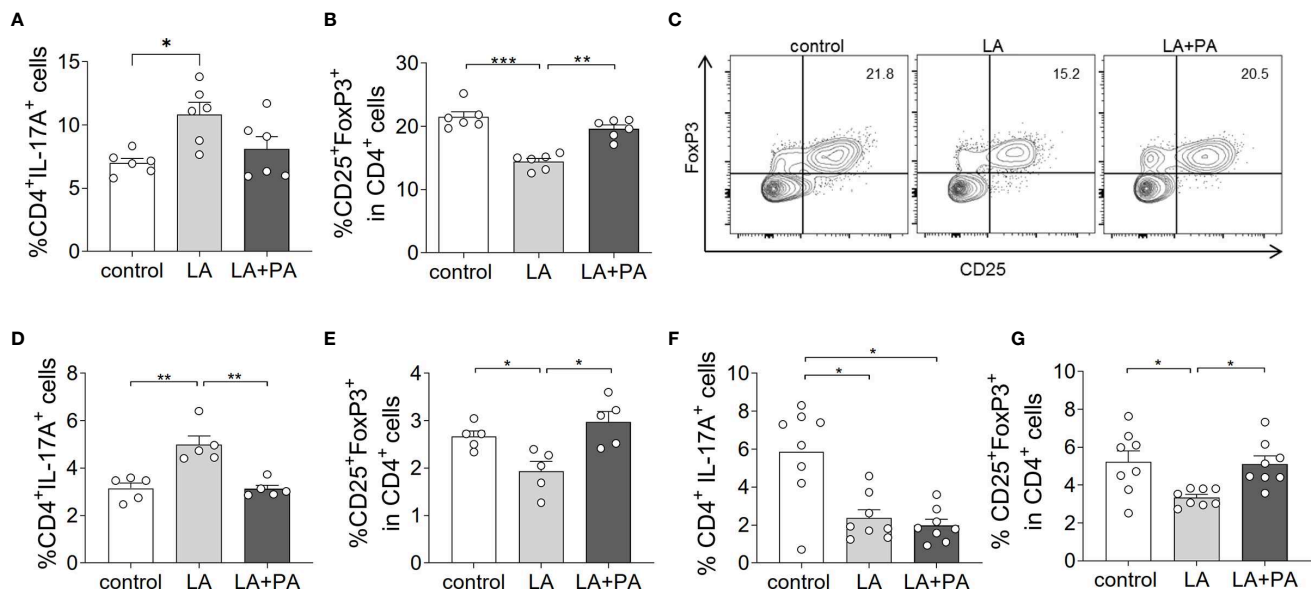 A
%CD4⁺IL-17A⁺ cells
15
10
5
0
*
control
LA
LA+PA
B
%CD25⁺FoxP3⁺
in CD4⁺ cells
30
20
10
0
***
**
control
LA
LA+PA
C
control
LA
LA+PA
21.8
15.2
20.5
FoxP3
CD25
D
%CD4⁺IL-17A⁺ cells
8
6
4
2
0
**
**
control
LA
LA+PA
E
%CD25⁺FoxP3⁺
in CD4⁺ cells
4
3
2
1
0
*
*
control
LA
LA+PA
F
% CD4⁺ IL-17A⁺ cells
10
8
6
4
2
0
*
*
control
LA
LA+PA
G
% CD25⁺FoxP3⁺
in CD4⁺ cells
10
8
6
4
2
0
*
*
control
LA
LA+PA